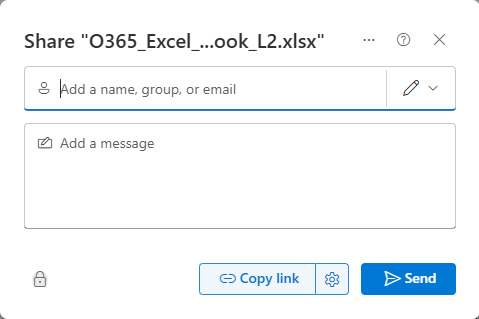 Share "O365_Excel_...ook_L2.xlsx"
Add a name, group, or email
Add a message
Copy link
Send